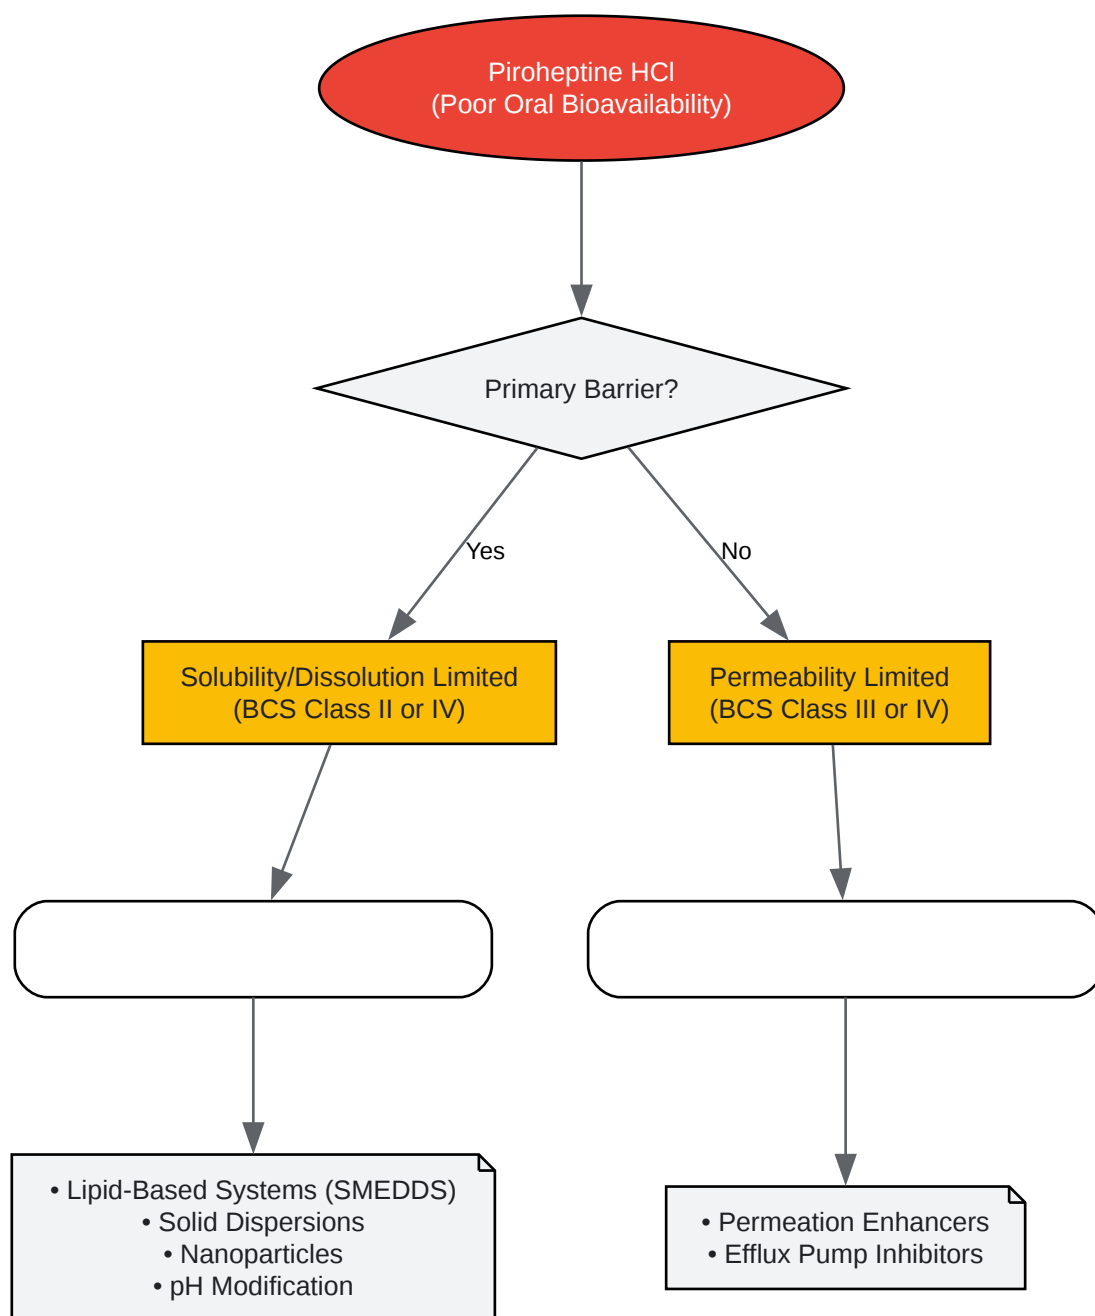 Piroheptine HCl
(Poor Oral Bioavailability)
Primary Barrier?
Yes
No
Solubility/Dissolution Limited
(BCS Class II or IV)
Permeability Limited
(BCS Class III or IV)
• Lipid-Based Systems (SMEDDS)
• Solid Dispersions
• Nanoparticles
• pH Modification
• Permeation Enhancers
• Efflux Pump Inhibitors